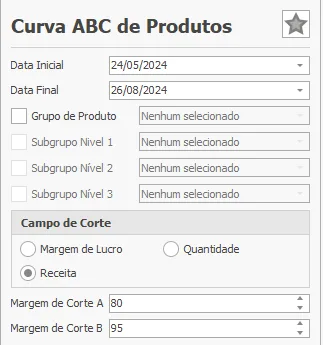 Curva ABC de Produtos
Data Inicial 24/05/2024
Data Final 26/08/2024
Grupo de Produto Nenhum selecionado
Subgrupo Nivel 1 Nenhum selecionado
Subgrupo Nível 2 Nenhum selecionado
Subgrupo Nível 3 Nenhum selecionado
Campo de Corte
Margem de Lucro Quantidade
Receita
Margem de Corte A 80
Margem de Corte B 95